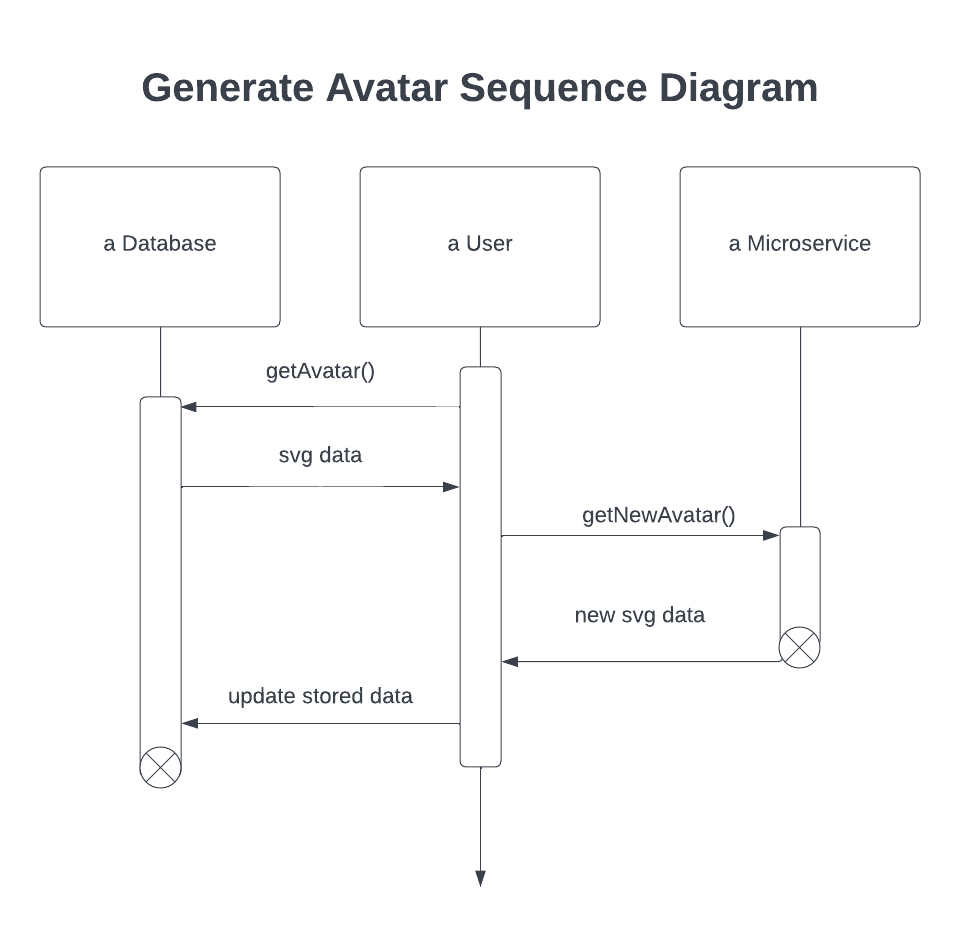 Generate Avatar Sequence Diagram
a Database
a User
a Microservice
getAvatar()
svg data
getNewAvatar()
new svg data
update stored data